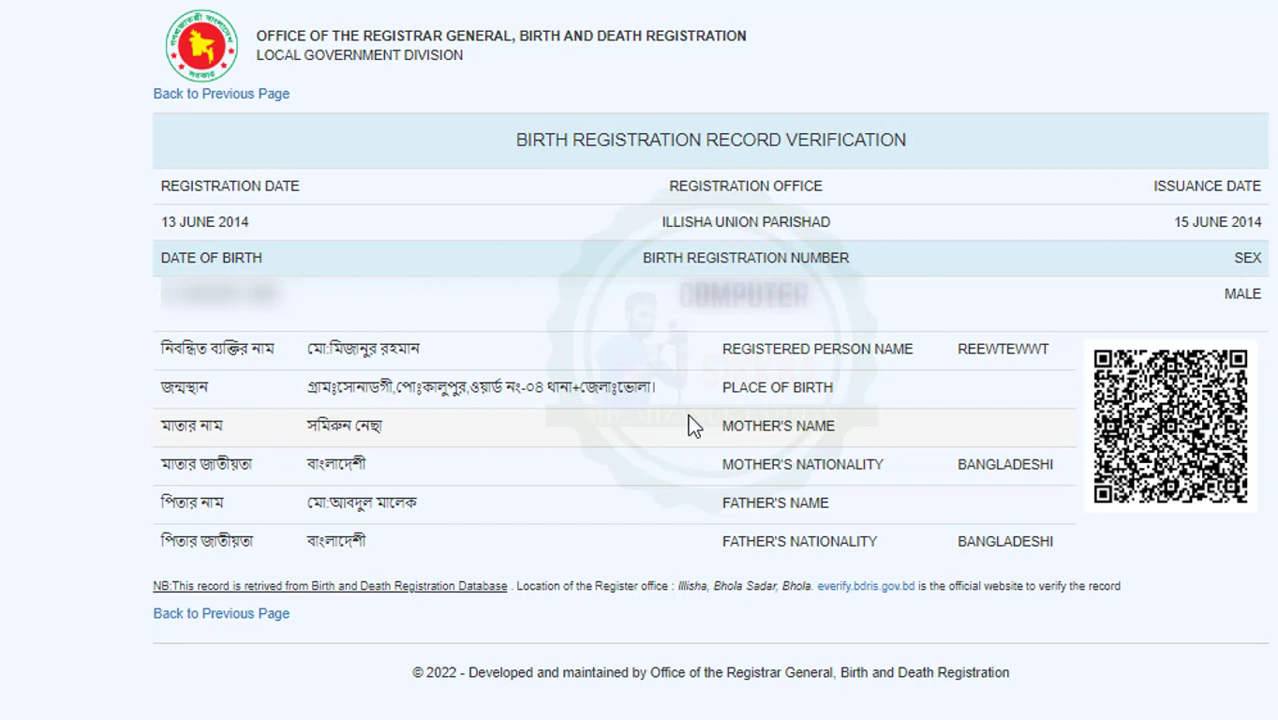 OFFICE OF THE REGISTRAR GENERAL, BIRTH AND DEATH REGISTRATION
LOCAL GOVERNMENT DIVISION
Back to Previous Page
BIRTH REGISTRATION RECORD VERIFICATION
REGISTRATION DATE REGISTRATION OFFICE ISSUANCE DATE
13 JUNE 2014 ILLISHA UNION PARISHAD 15 JUNE 2014
DATE OF BIRTH BIRTH REGISTRATION NUMBER SEX
COMPUTER MALE
নিবন্ধিত ব্যক্তির নাম মো:মিজানুর রহমান REGISTERED PERSON NAME REEWTEWWT
জন্মস্থান গ্রামঃসোনাডগী,পোঃকালুপুর,ওয়ার্ড নং-০৪ থানা+জেলাঃভোলা। PLACE OF BIRTH
মাতার নাম সমিরুন নেছা MOTHER'S NAME
মাতার জাতীয়তা বাংলাদেশী MOTHER'S NATIONALITY BANGLADESHI
পিতার নাম মো:আবদুল মালেক FATHER'S NAME
পিতার জাতীয়তা বাংলাদেশী FATHER'S NATIONALITY BANGLADESHI
NB:This record is retrived from Birth and Death Registration Database . Location of the Register office : Illisha, Bhola Sadar, Bhola. everify.bdris.gov.bd is the official website to verify the record
Back to Previous Page
© 2022 - Developed and maintained by Office of the Registrar General, Birth and Death Registration